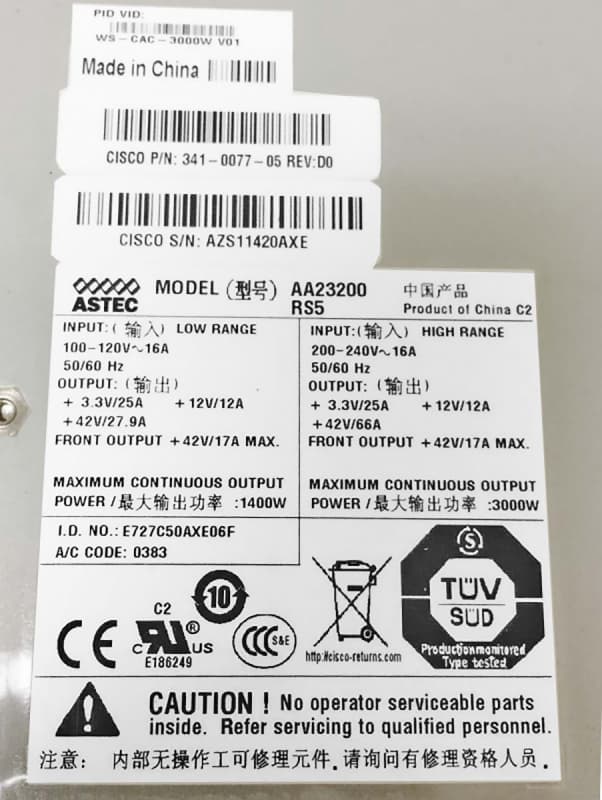 PID VID:
WS-CAC-3000W V01
Made in China
CISCO P/N: 341-0077-05 REV:D0
CISCO S/N: AZS11420AXE
ASTEC
MODEL (型号) AA23200
RS5
中国产品
Product of China C2
INPUT:(输入) LOW RANGE
100-120V~16A
50/60 Hz
OUTPUT:(输出)
+ 3.3V/25A + 12V/12A
+42V/27.9A
FRONT OUTPUT +42V/17A MAX.
MAXIMUM CONTINUOUS OUTPUT
POWER/最大输出功率 :1400W
INPUT:(输入) HIGH RANGE
200-240V~16A
50/60 Hz
OUTPUT:(输出)
+ 3.3V/25A + 12V/12A
+42V/66A
FRONT OUTPUT +42V/17A MAX.
MAXIMUM CONTINUOUS OUTPUT
POWER/最大输出功率 :3000W
I.D. NO.: E727C50AXE06F
A/C CODE: 0383
10
C2
CE
c RU ® US
E186249
CCC S&E
http://cisco-returns.com
S
TÜV
SÜD
Production monitored
Type tested
CAUTION ! No operator serviceable parts
inside. Refer servicing to qualified personnel.
注意: 内部无操作工可修理元件.请询问有修理资格人员.